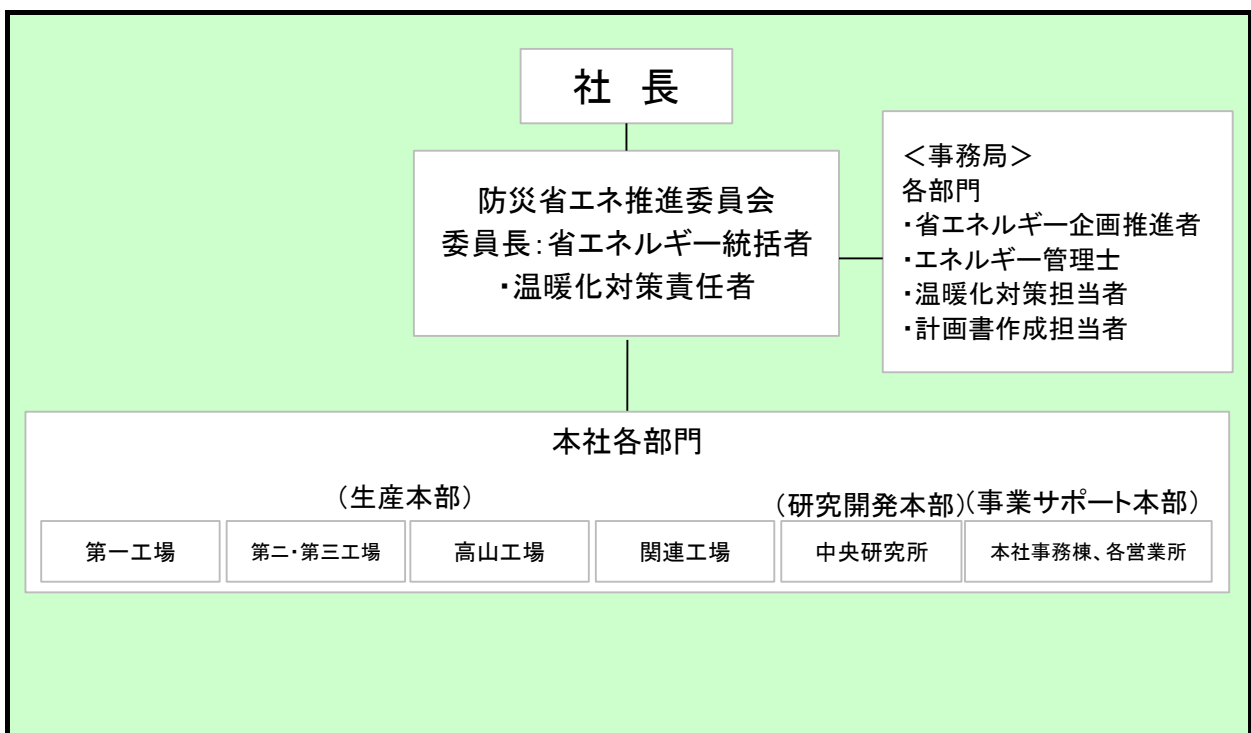 社 長
防災省エネ推進委員会
委員長：省エネルギー統括者
・温暖化対策責任者
＜事務局＞
各部門
・省エネルギー企画推進者
・エネルギー管理士
・温暖化対策担当者
・計画書作成担当者
本社各部門
（生産本部）
（研究開発本部）
（事業サポート本部）
第一工場
第二・第三工場
高山工場
関連工場
中央研究所
本社事務棟、各営業所